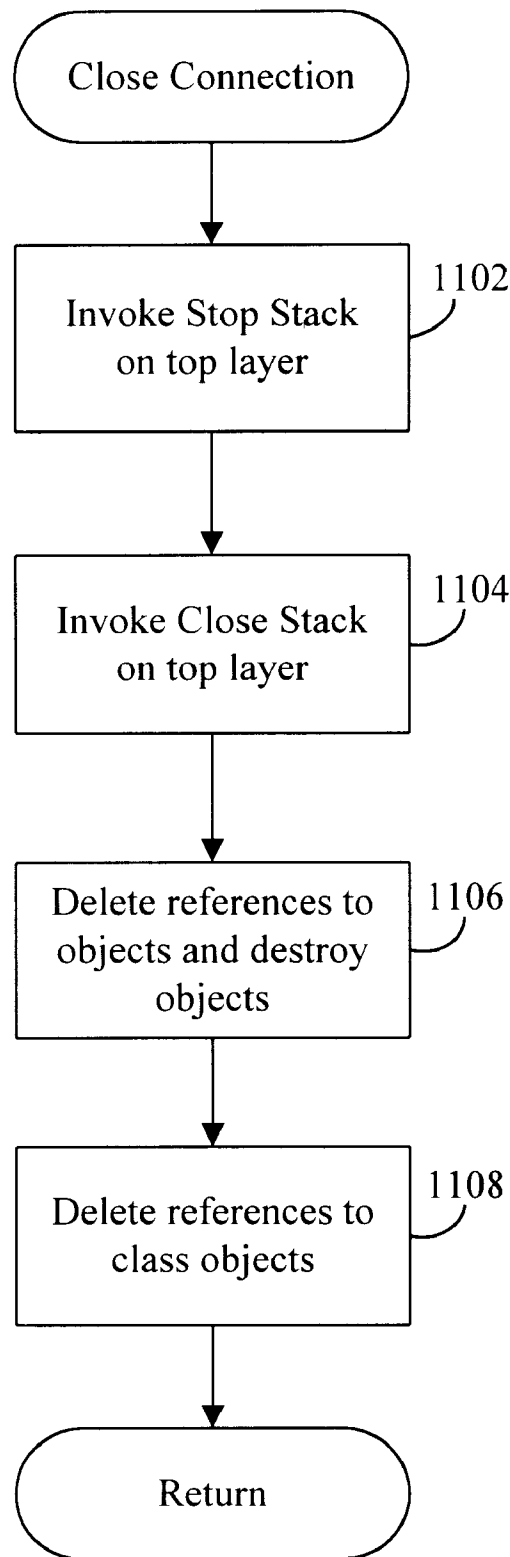 Close Connection
1102
Invoke Stop Stack
on top layer
1104
Invoke Close Stack
on top layer
1106
Delete references to
objects and destroy
objects
1108
Delete references to
class objects
Return